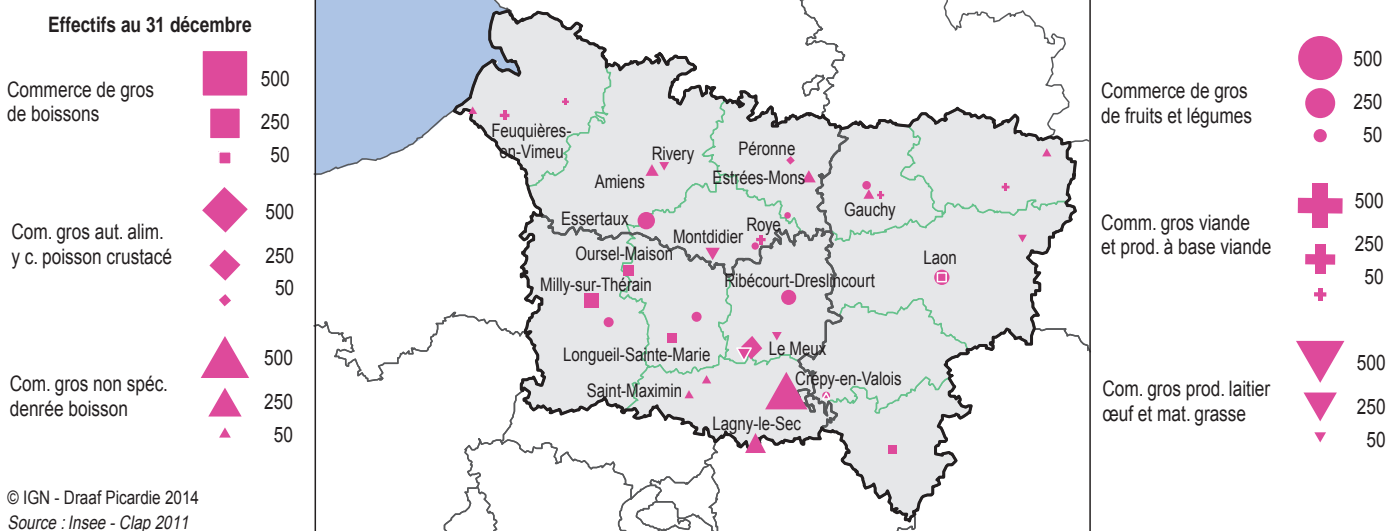 Effectifs au 31 décembre
Commerce de gros
de boissons
500
250
50
Com. gros aut. alim.
y c. poisson crustacé
500
250
50
Com. gros non spéc.
denrée boisson
500
250
50
© IGN - Draaf Picardie 2014
Source : Insee - Clap 2011
Feuquières-
en-Vimeu
Rivery
Amiens
Péronne
Estrées-Mons
Gauchy
Essertaux
Roye
Montdidier
Oursel-Maison
Laon
Milly-sur-Thérain
Ribécourt-Dreslincourt
Longueil-Sainte-Marie
Le Meux
Saint-Maximin
Crépy-en-Valois
Lagny-le-Sec
Commerce de gros
de fruits et légumes
500
250
50
Comm. gros viande
et prod. à base viande
500
250
50
Com. gros prod. laitier
œuf et mat. grasse
500
250
50